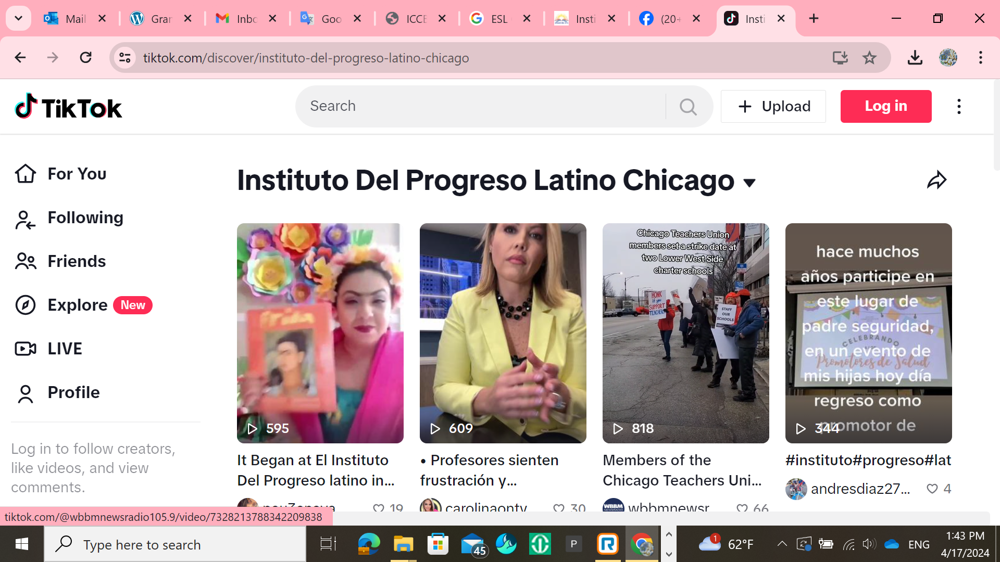 Mail
Gran
Inbo
Goo
ICCE
ESL
Insti
(20+
Insti
tiktok.com/discover/instituto-del-progreso-latino-chicago
TikTok
Search
Upload
Log in
For You
Following
Friends
Explore New
LIVE
Profile
Log in to follow creators,
like videos, and view
comments.
Instituto Del Progreso Latino Chicago
frida
595
It Began at El Instituto
Del Progreso latino in...
19
609
• Profesores sienten
frustración y...
carolinaontv
30
Chicago Teachers Union
members set a strike date at
two Lower West Side
charter schools
HONK
if you
SUPPORT
TEACHERS
STAFF
OUR
SCHOOLS
818
Members of the
Chicago Teachers Uni...
WBBM
NEWSRADIO
wbbmnewsr
66
hace muchos
años participe en
este lugar de
padre seguridad,
CELEBRANDO
en un evento de
Promotores de Salud
mis hijas hoy día
regreso como
promotor de
344
#instituto#progreso#lat
andresdiaz27...
4
tiktok.com/@wbbmnewsradio105.9/video/7328213788342209838
Type here to search
45
P
R
1
62°F
ENG
1:43 PM
4/17/2024